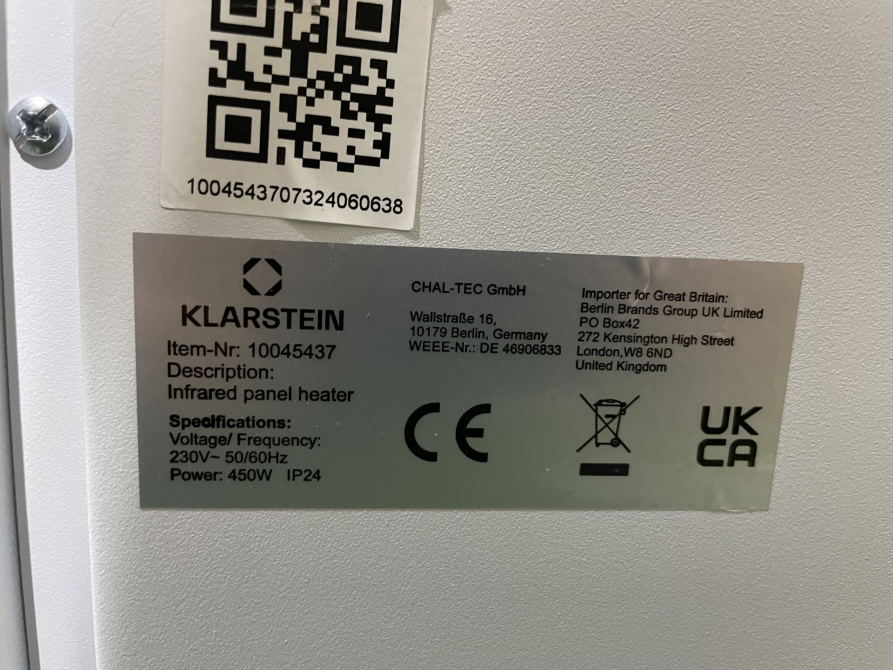 1004543707324060638
KLARSTEIN
Item-Nr: 10045437
Description:
Infrared panel heater
Specifications:
Voltage/ Frequency:
230V~ 50/60Hz
Power: 450W IP24
CHAL-TEC GmbH
Wallstraße 16,
10179 Berlin, Germany
WEEE-Nr.: DE 46906833
CE
Importer for Great Britain:
Berlin Brands Group UK Limited
PO Box42
272 Kensington High Street
London,W8 6ND
United Kingdom
UK
CA